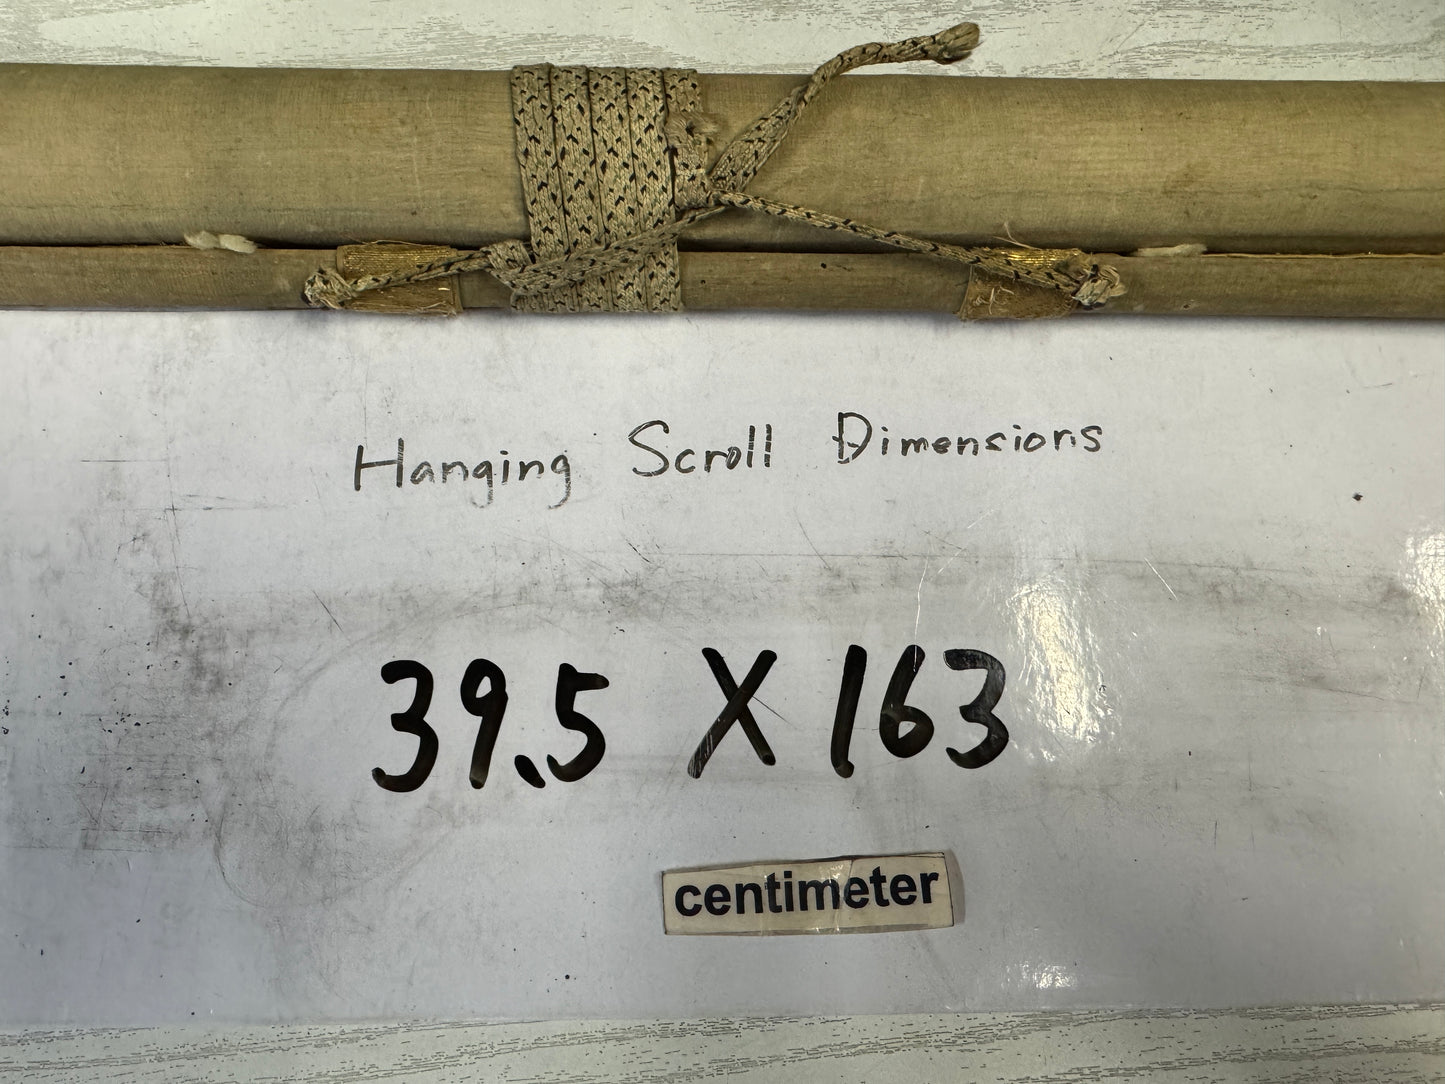 Hanging Scroll Dimensions
39.5 X 163
centimeter